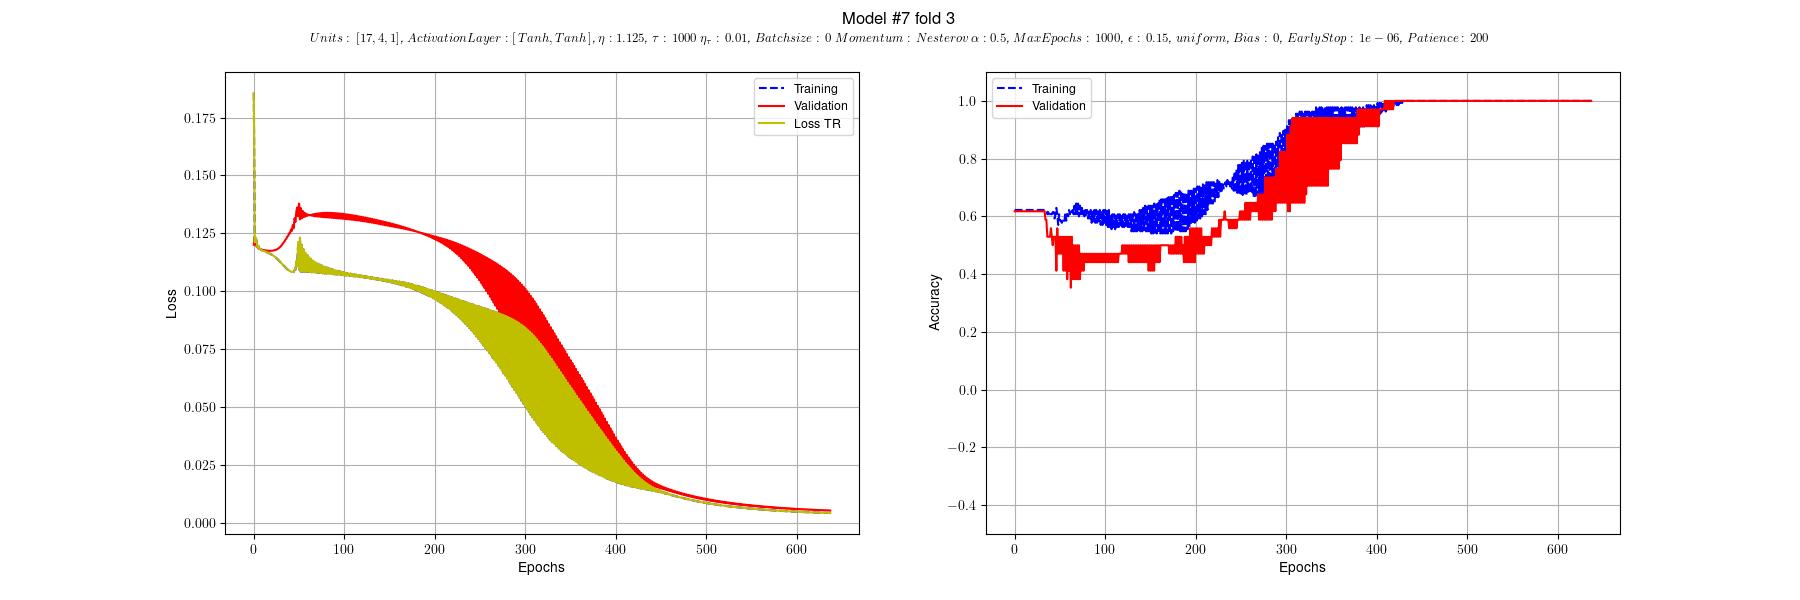 Model #7 fold 3
Units : [17, 4, 1], ActivationLayer : [Tanh, Tanh], η : 1.125, τ : 1000 η_τ : 0.01, Batchsize : 0 Momentum : Nesterov α : 0.5, MaxEpochs : 1000, ϵ : 0.15, uniform, Bias : 0, EarlyStop : 1e − 06, Patience : 200
Training
Validation
Loss TR
0.175
0.150
0.125
0.100
0.075
0.050
0.025
0.000
Loss
0 100 200 300 400 500 600
Epochs
Training
Validation
1.0
0.8
0.6
0.4
0.2
0.0
−0.2
−0.4
Accuracy
0 100 200 300 400 500 600
Epochs